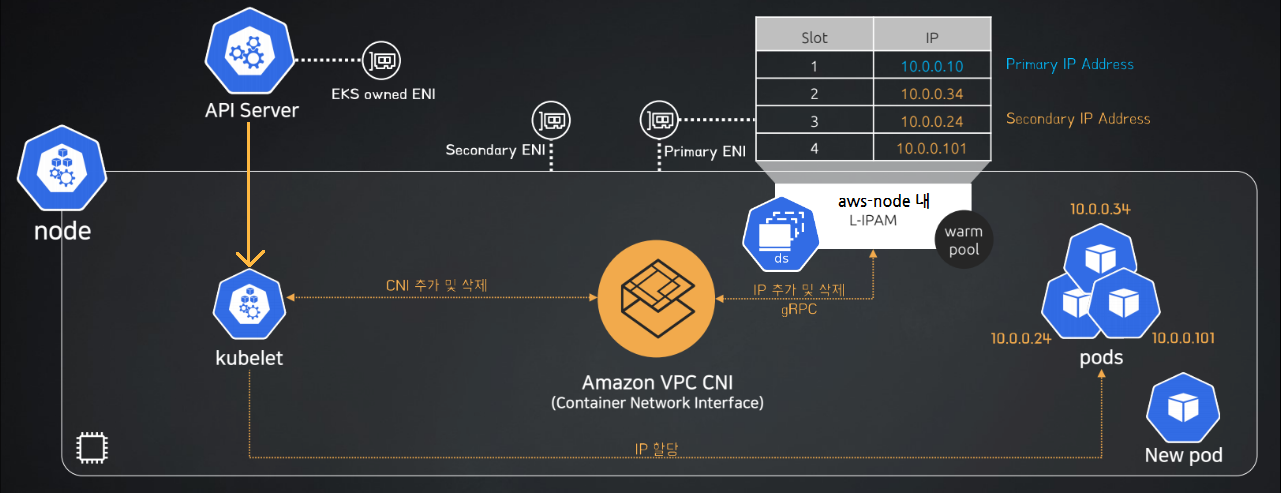 Slot IP
1 10.0.0.10 Primary IP Address
2 10.0.0.34
3 10.0.0.24 Secondary IP Address
4 10.0.0.101
API Server
EKS owned ENI
Secondary ENI
Primary ENI
node
aws-node 내
L-IPAM
warm
pool
ds
10.0.0.34
CNI 추가 및 삭제
IP 추가 및 삭제
gRPC
10.0.0.24
10.0.0.101
kubelet
pods
Amazon VPC CNI
(Container Network Interface)
IP 할당
New pod